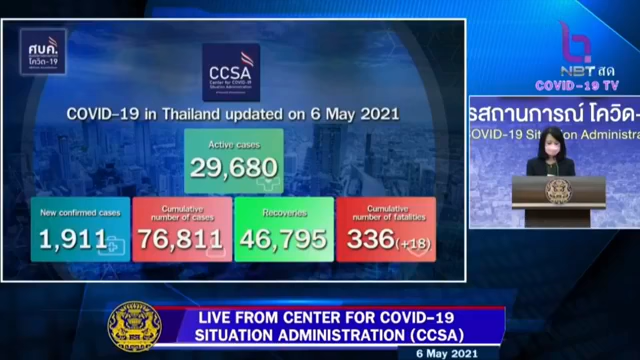 ศบค.
โควิด-19
CCSA
Center for COVID-19
Situation Administration
COVID-19 in Thailand updated on 6 May 2021
Active cases
29,680
New confirmed cases
1,911
Cumulative
number of cases
76,811
Recoveries
46,795
Cumulative
number of fatalities
336(+18)
NBT สด
COVID-19 TV
รสถานการณ์ โควิด-
OVID-19 Situation Administra
LIVE FROM CENTER FOR COVID-19
SITUATION ADMINISTRATION (CCSA)
6 May 2021